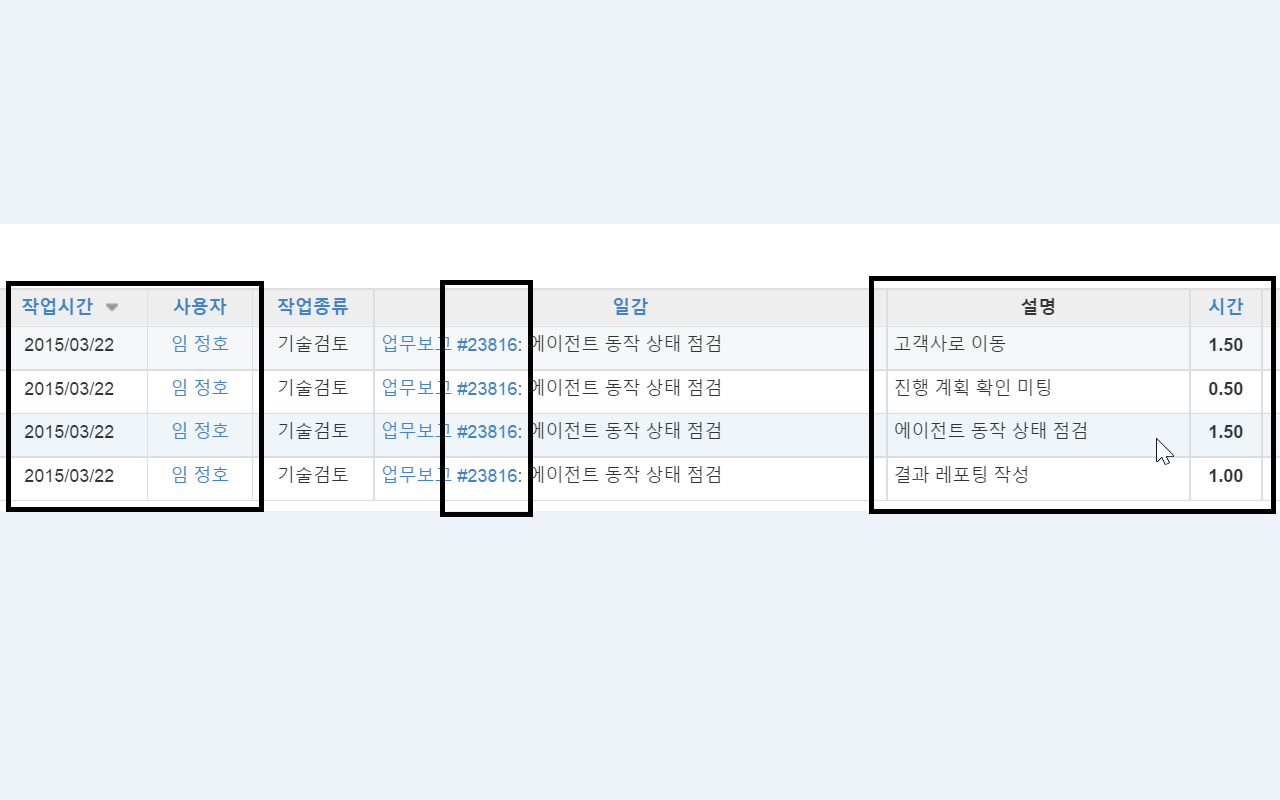 작업시간 사용자 작업종류 일감 설명 시간
2015/03/22 임 정호 기술검토 업무보고 #23816: 에이전트 동작 상태 점검 고객사로 이동 1.50
2015/03/22 임 정호 기술검토 업무보고 #23816: 에이전트 동작 상태 점검 진행 계획 확인 미팅 0.50
2015/03/22 임 정호 기술검토 업무보고 #23816: 에이전트 동작 상태 점검 에이전트 동작 상태 점검 1.50
2015/03/22 임 정호 기술검토 업무보고 #23816: 에이전트 동작 상태 점검 결과 레포팅 작성 1.00